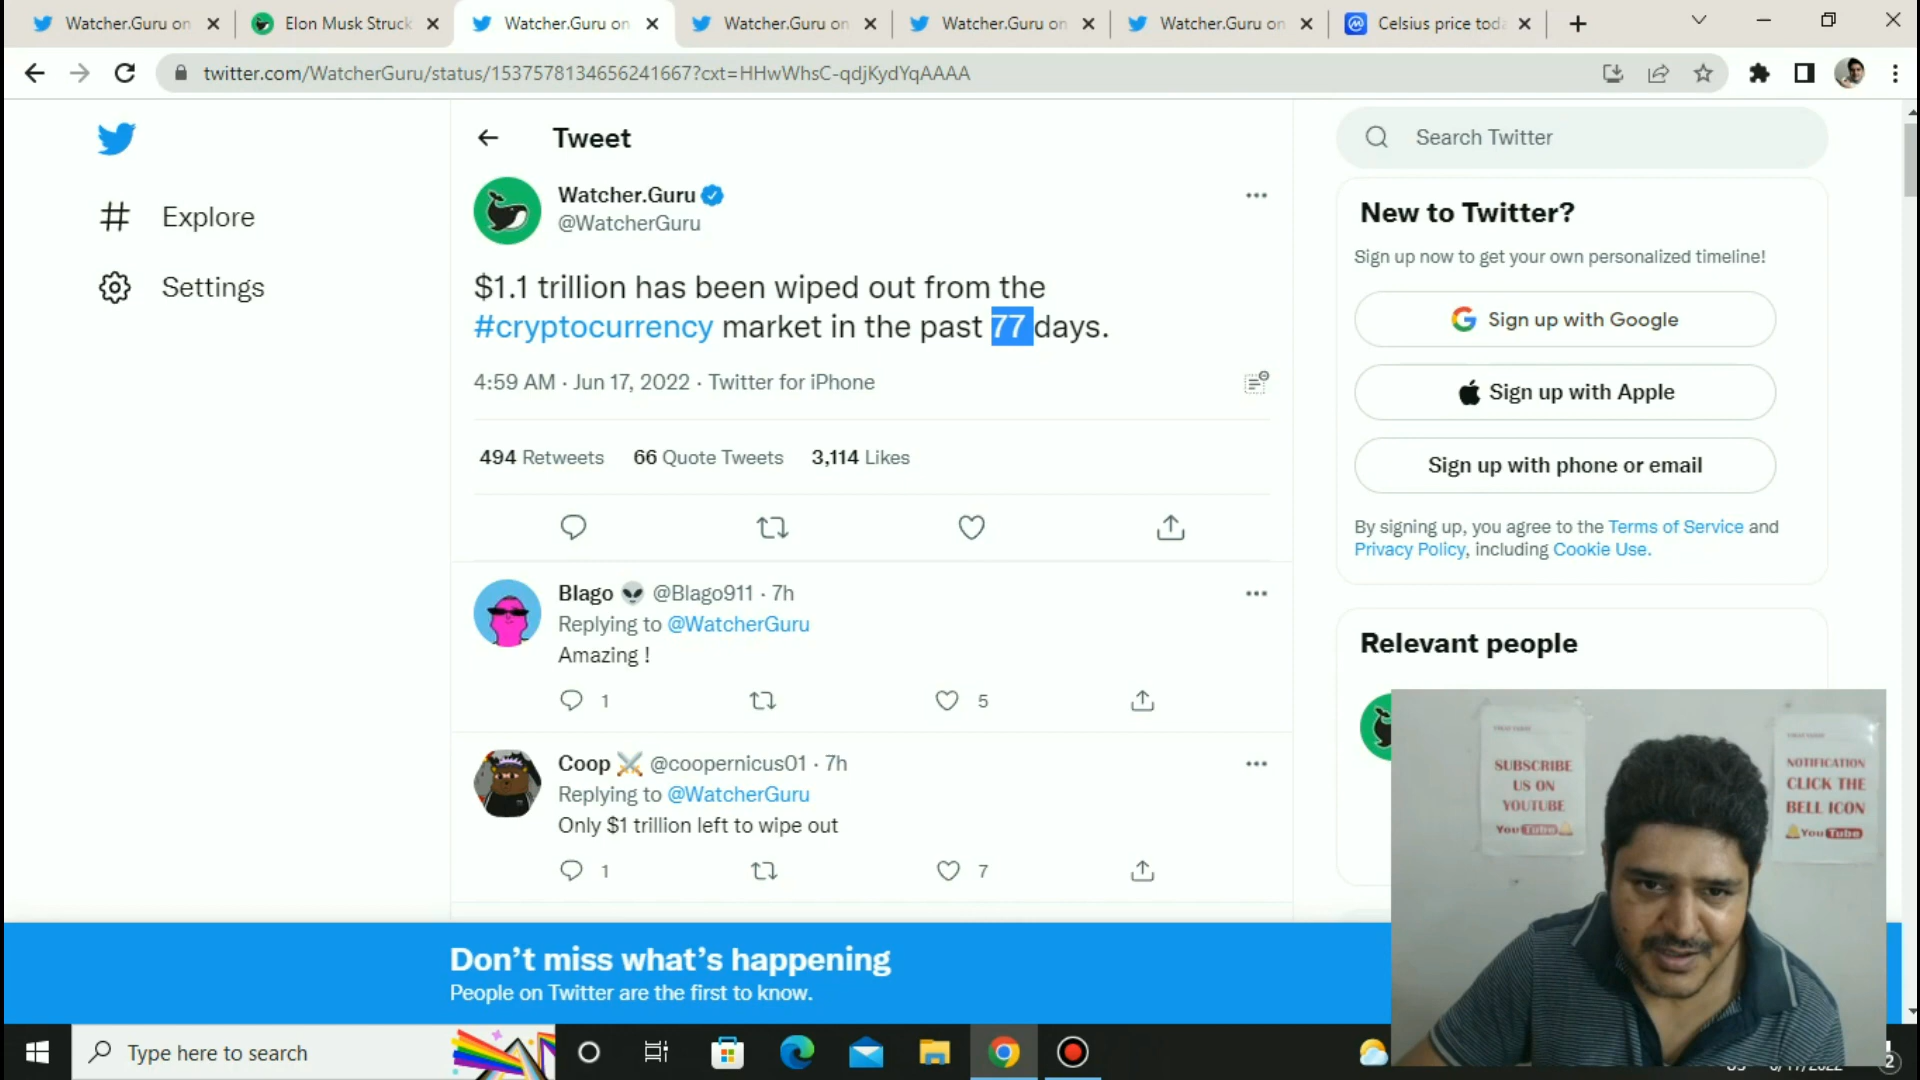 Watcher.Guru on
Elon Musk Struck
Watcher.Guru on
Watcher.Guru on
Watcher.Guru on
Watcher.Guru on
Celsius price toda
twitter.com/WatcherGuru/status/1537578134656241667?cxt=HHwWhsC-qdjKydYqAAAA
Explore
Settings
Tweet
Watcher.Guru
@WatcherGuru
$1.1 trillion has been wiped out from the
#cryptocurrency market in the past 77 days.
4:59 AM · Jun 17, 2022 · Twitter for iPhone
494 Retweets 66 Quote Tweets 3,114 Likes
Blago @Blago911 · 7h
Replying to @WatcherGuru
Amazing !
1 5
Coop @coopernicus01 · 7h
Replying to @WatcherGuru
Only $1 trillion left to wipe out
1 7
Search Twitter
New to Twitter?
Sign up now to get your own personalized timeline!
Sign up with Google
Sign up with Apple
Sign up with phone or email
By signing up, you agree to the Terms of Service and
Privacy Policy, including Cookie Use.
Relevant people
SUBSCRIBE
US ON
YOUTUBE
YouTube
NOTIFICATION
CLICK THE
BELL ICON
YouTube
Don't miss what's happening
People on Twitter are the first to know.
Type here to search
2